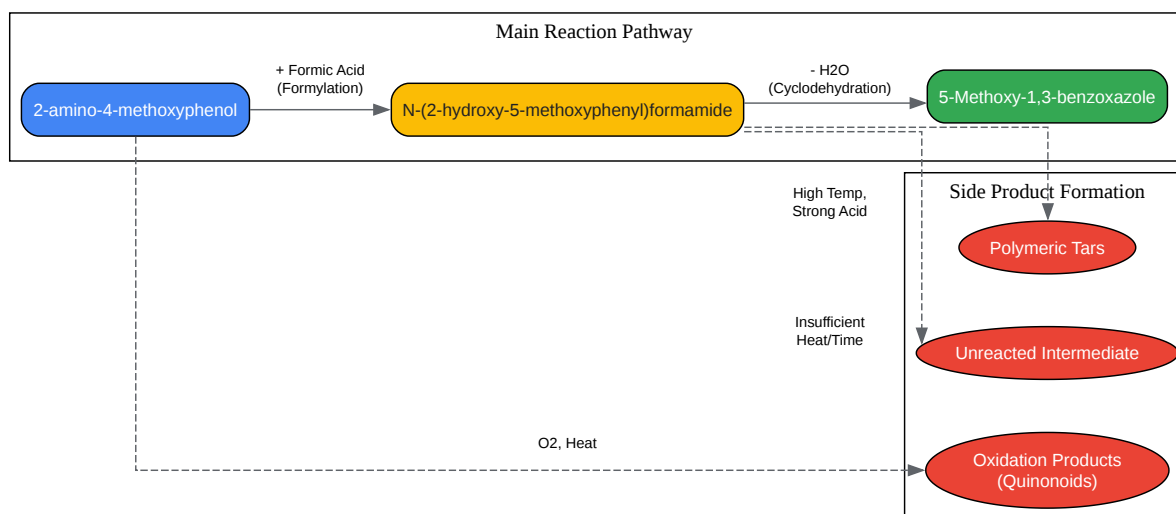 Main Reaction Pathway
+ Formic Acid
(Formylation)
- H2O
(Cyclodehydration)
2-amino-4-methoxyphenol
N-(2-hydroxy-5-methoxyphenyl)formamide
5-Methoxy-1,3-benzoxazole
High Temp,
Strong Acid
Side Product Formation
Polymeric Tars
Insufficient
Heat/Time
Unreacted Intermediate
O2, Heat
Oxidation Products
(Quinonoids)